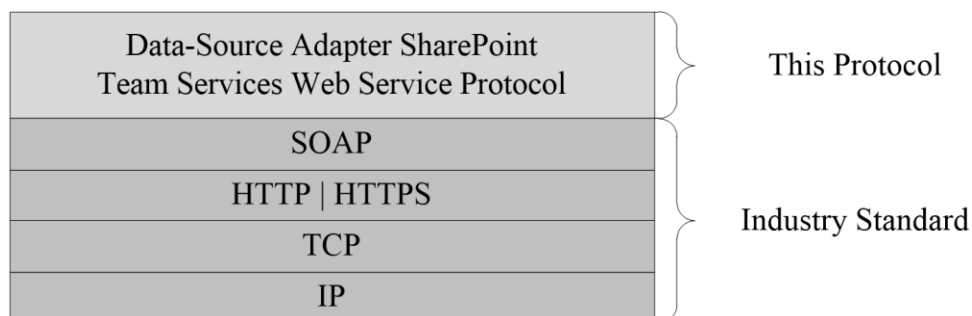 Data-Source Adapter SharePoint
Team Services Web Service Protocol
This Protocol
SOAP
HTTP | HTTPS
TCP
IP
Industry Standard